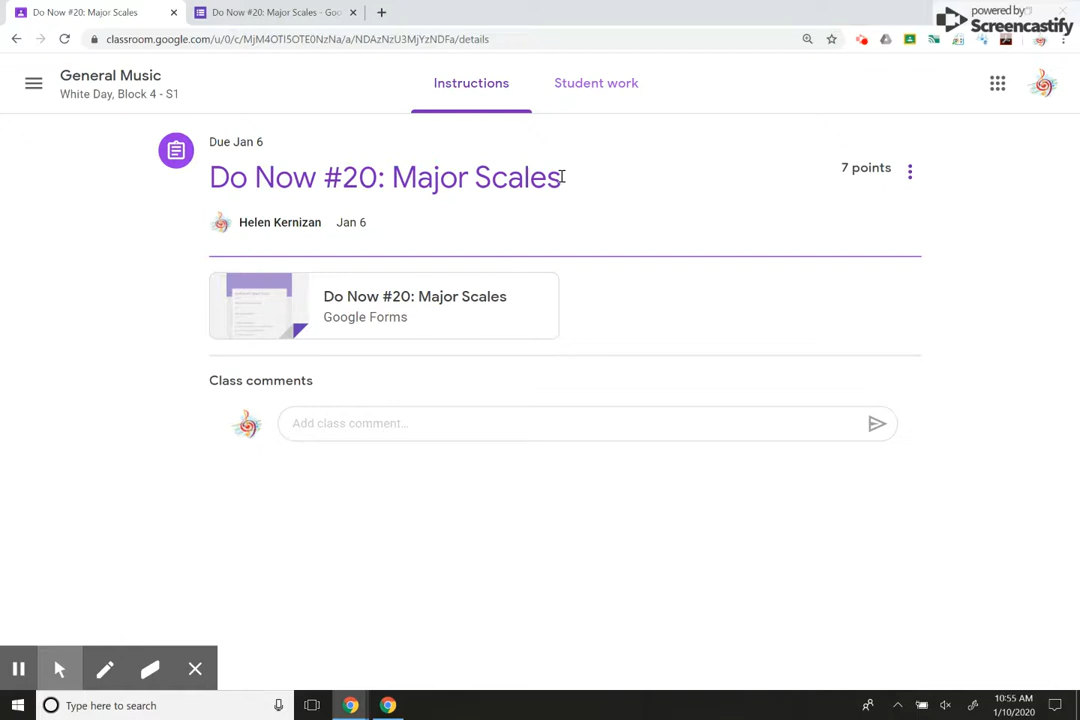 Do Now #20: Major Scales
Do Now #20: Major Scales - Goo
powered by
Screencastify
classroom.google.com/u/0/c/MjM4OTI5OTE0NzNa/a/NDAzNzU3MjYzNDFa/details
General Music
White Day, Block 4 - S1
Instructions
Student work
Due Jan 6
Do Now #20: Major Scales
7 points
Helen Kernizan
Jan 6
Do Now #20: Major Scales
Google Forms
Class comments
Add class comment...
Type here to search
10:55 AM
1/10/2020